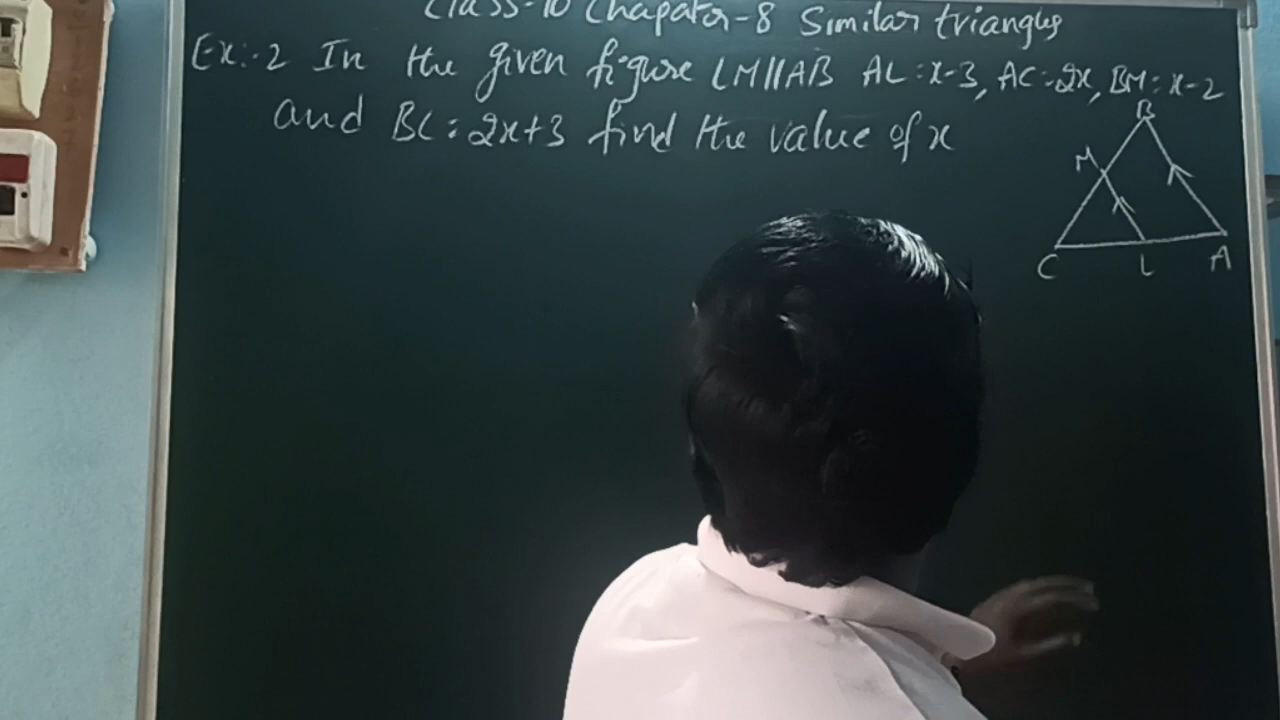 Class-10 Chapator-8 Similar triangles
Ex:-2 In the given figure LM||AB AL=x-3, AC=2x, BM=x-2
and BC=2x+3 find the value of x
B
M
C L A